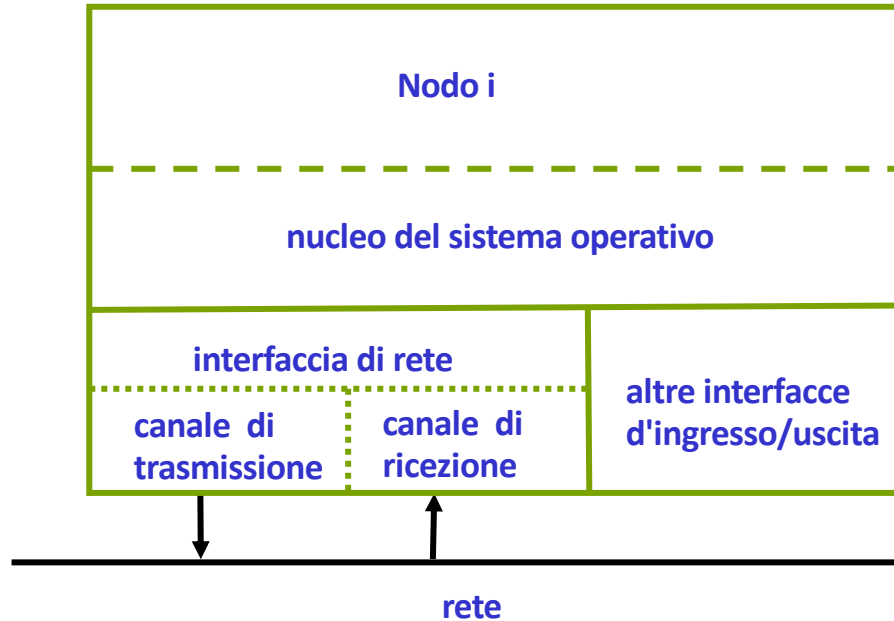 Nodo i
nucleo del sistema operativo
interfaccia di rete
canale di
trasmissione
canale di
ricezione
altre interfacce
d'ingresso/uscita
rete